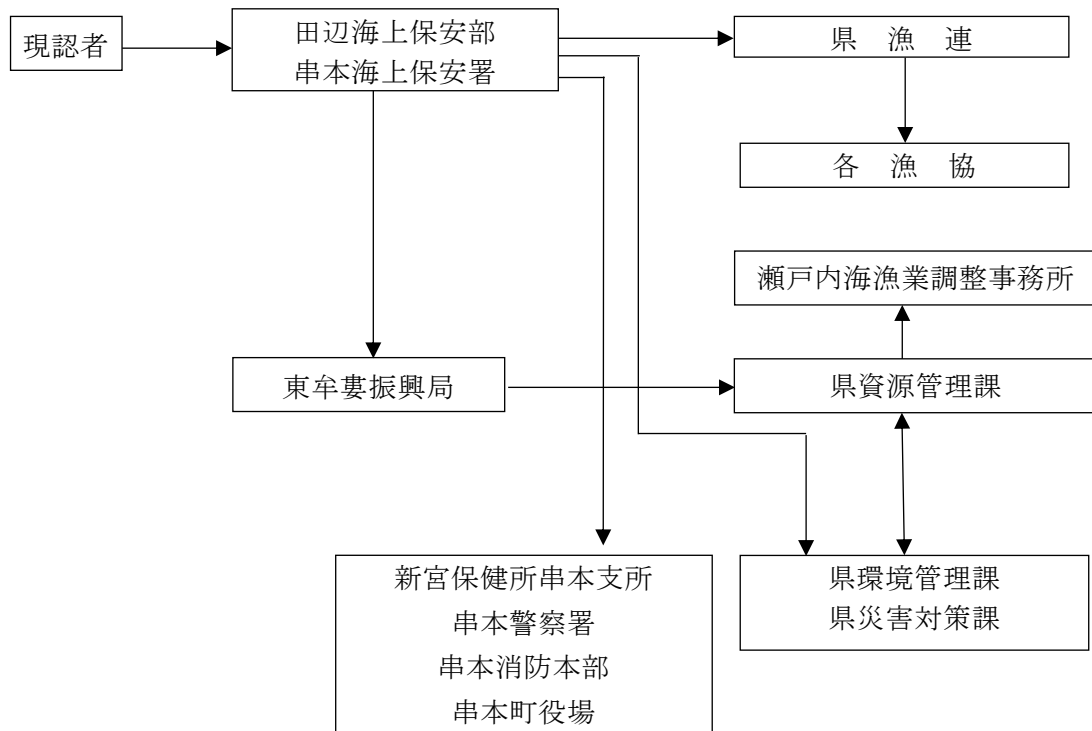 現認者
田辺海上保安部
串本海上保安署
県　漁　連
各　漁　協
瀬戸内海漁業調整事務所
東牟婁振興局
県資源管理課
新宮保健所串本支所
串本警察署
串本消防本部
串本町役場
県環境管理課
県災害対策課